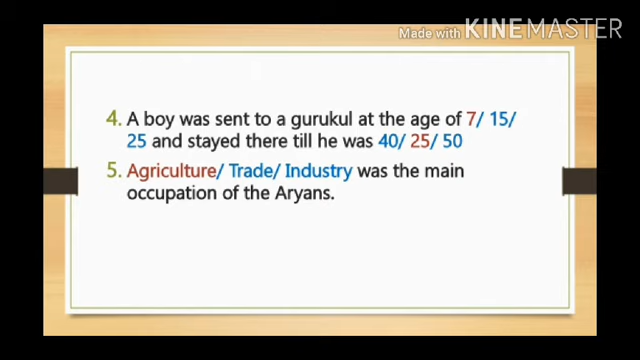 Made with KINEMASTER
4. A boy was sent to a gurukul at the age of 7/ 15/
25 and stayed there till he was 40/ 25/ 50
5. Agriculture/ Trade/ Industry was the main
occupation of the Aryans.